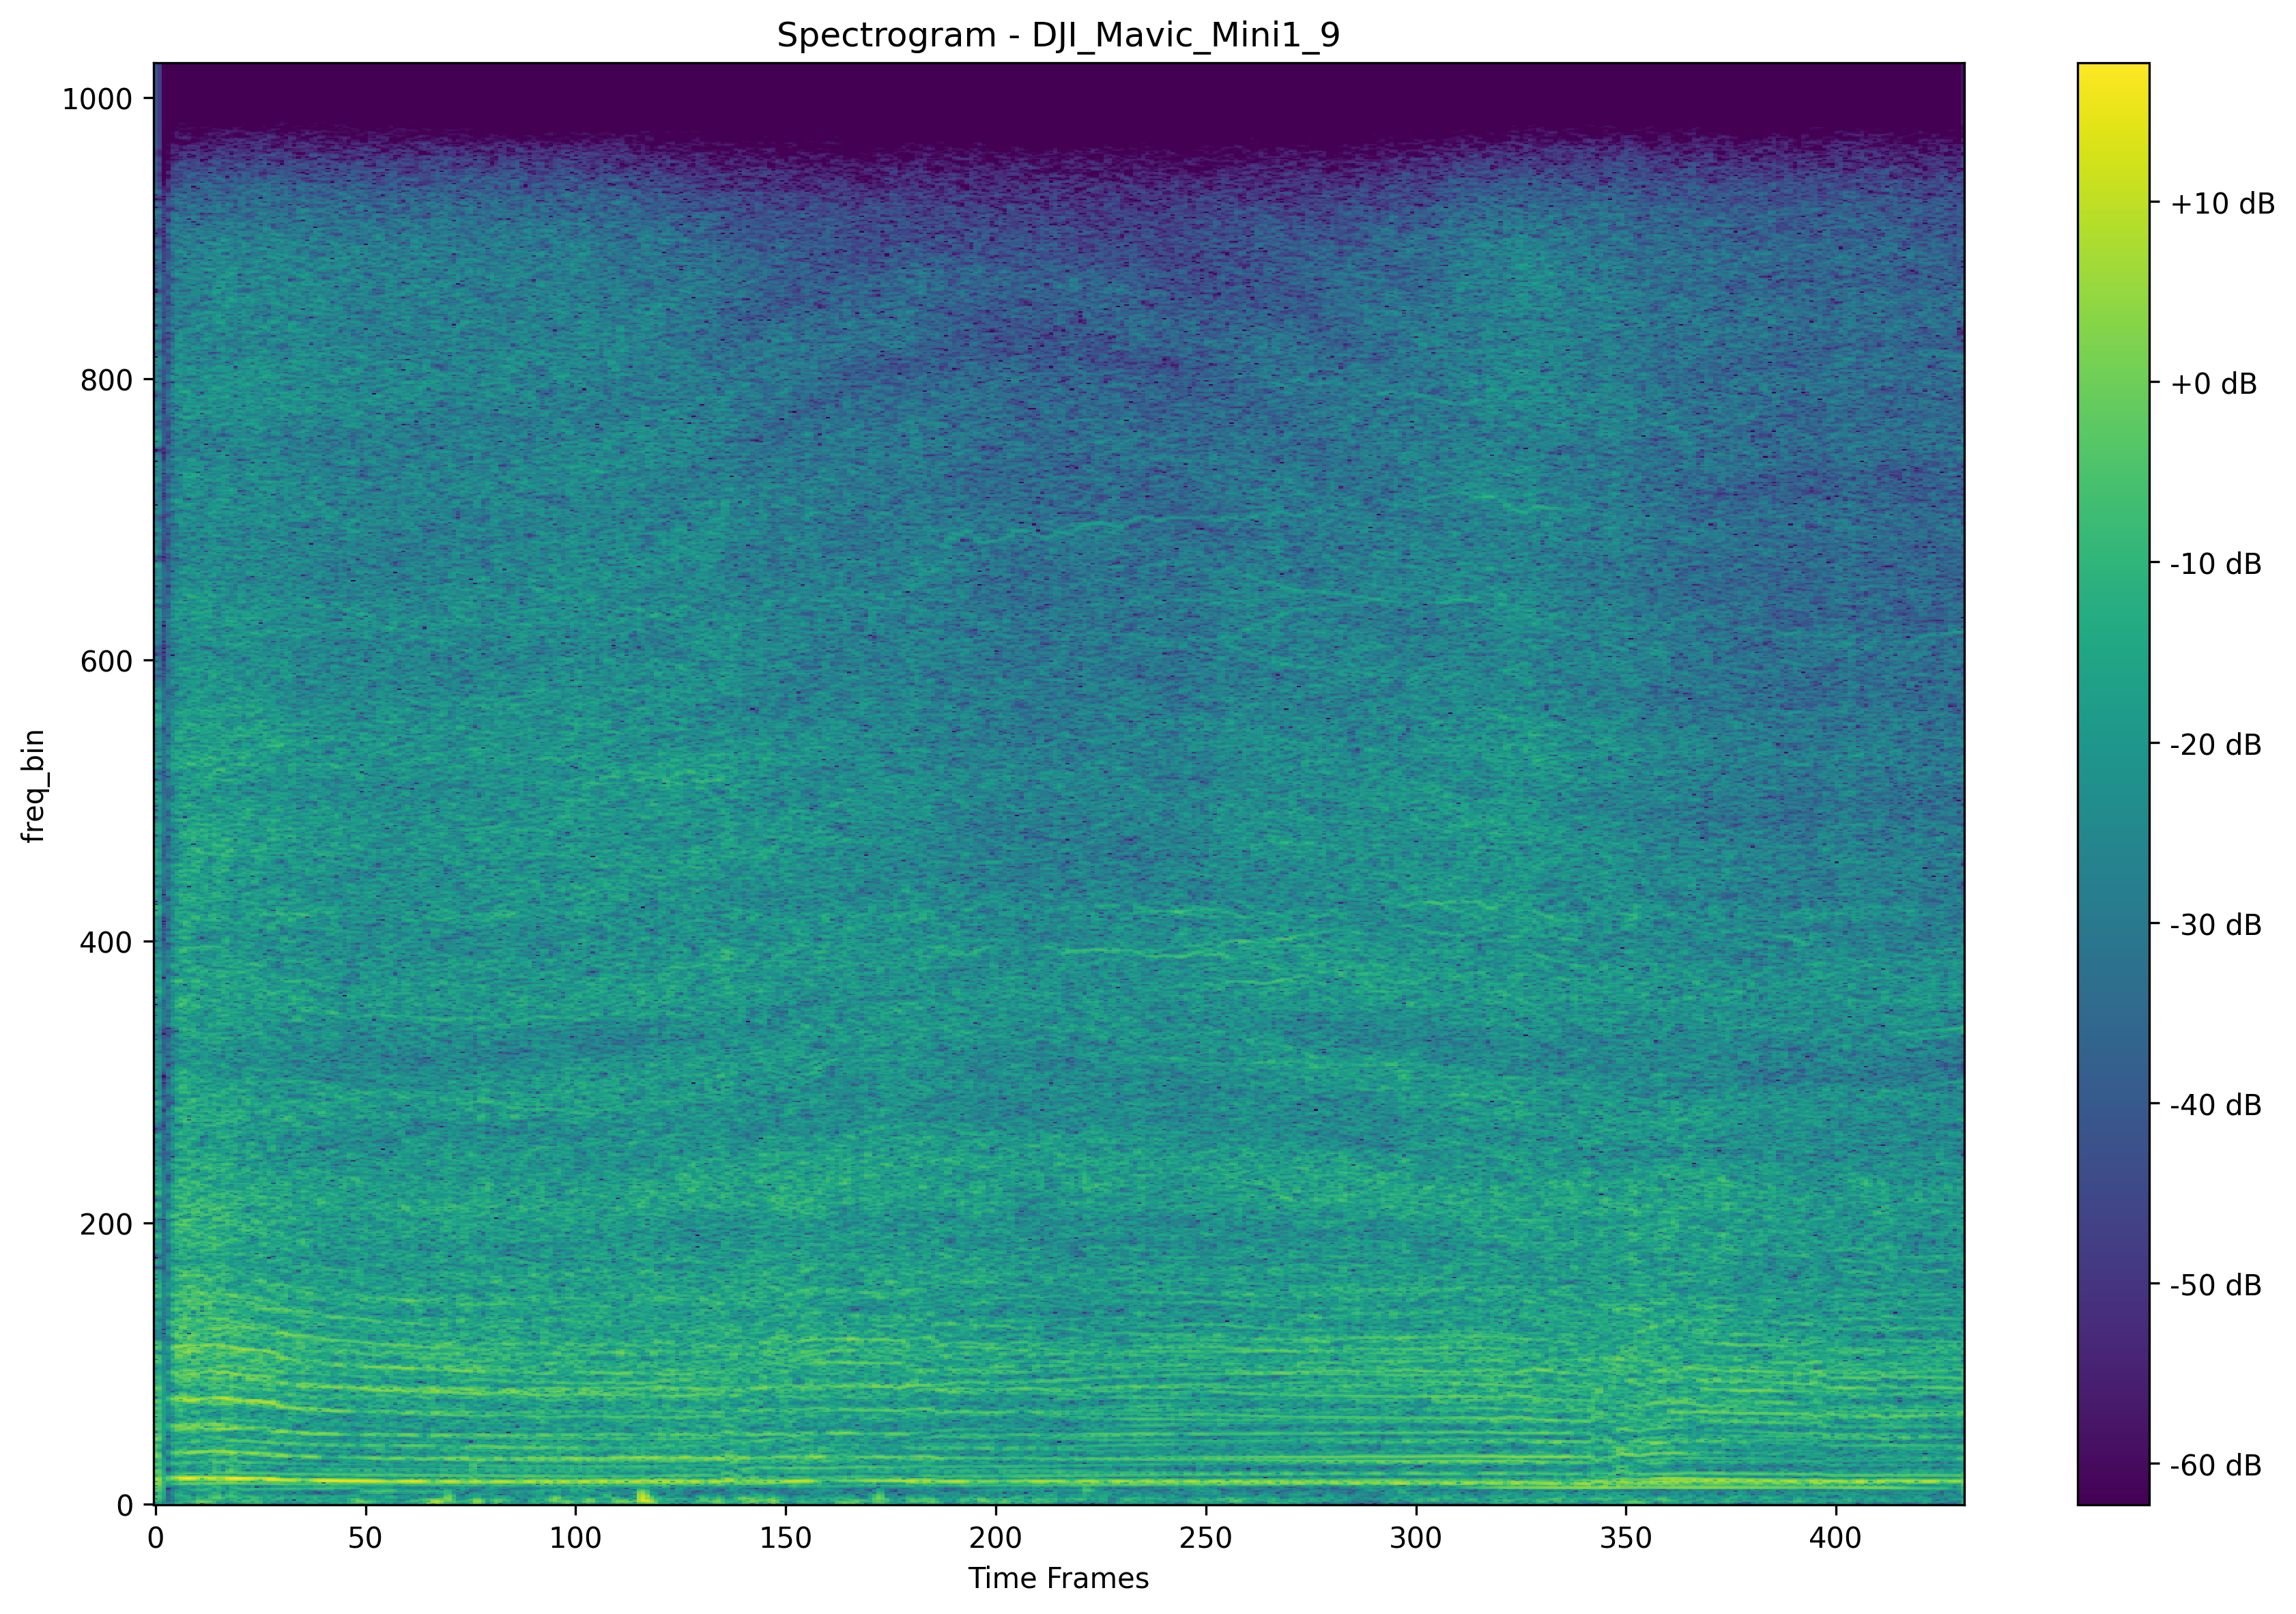 Spectrogram - DJI_Mavic_Mini1_9
1000
800
600
400
200
0
freq_bin
0 50 100 150 200 250 300 350 400
Time Frames
+10 dB
+0 dB
-10 dB
-20 dB
-30 dB
-40 dB
-50 dB
-60 dB